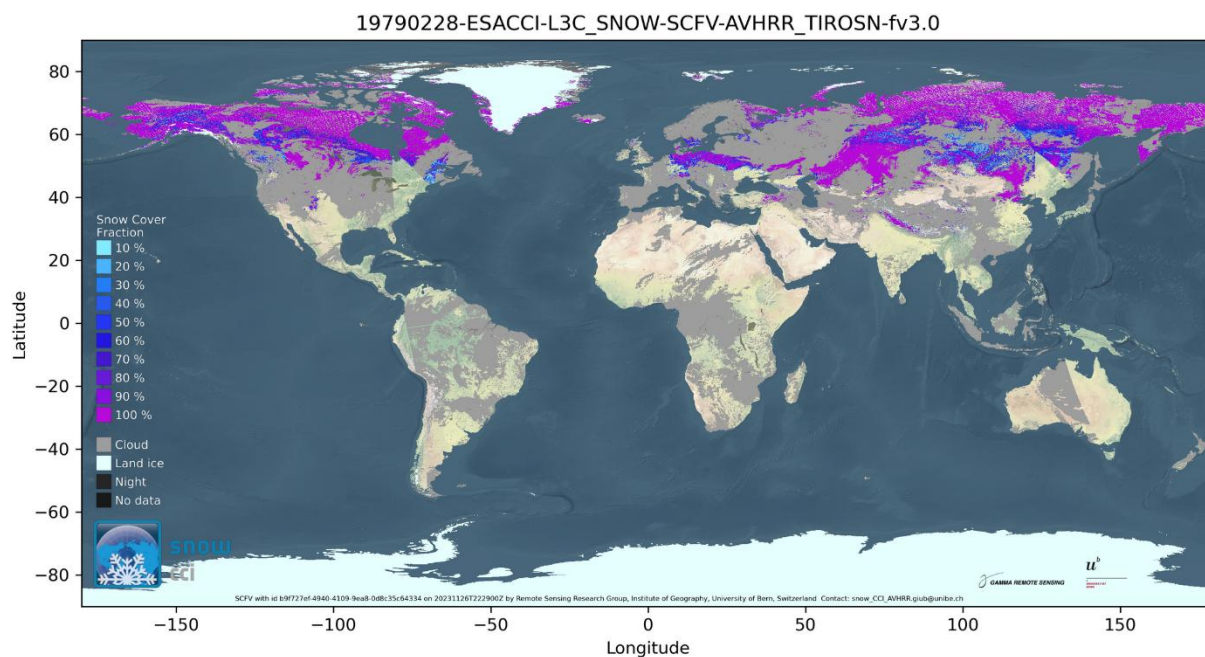 19790228-ESACCI-L3C_SNOW-SCFV-AVHRR_TIROSN-fv3.0
Latitude
80
60
40
20
0
−20
−40
−60
−80
Snow Cover
Fraction
10 %
20 %
30 %
40 %
50 %
60 %
70 %
80 %
90 %
100 %
Cloud
Land ice
Night
No data
snow
cci
GAMMA REMOTE SENSING
u^b
SCFV with id b9f727ef-4940-4109-9ea8-0d8c35c64334 on 20231126T222900Z by Remote Sensing Research Group, Institute of Geography, University of Bern, Switzerland Contact: snow_CCI_AVHRR.giub@unibe.ch
−150
−100
−50
0
50
100
150
Longitude